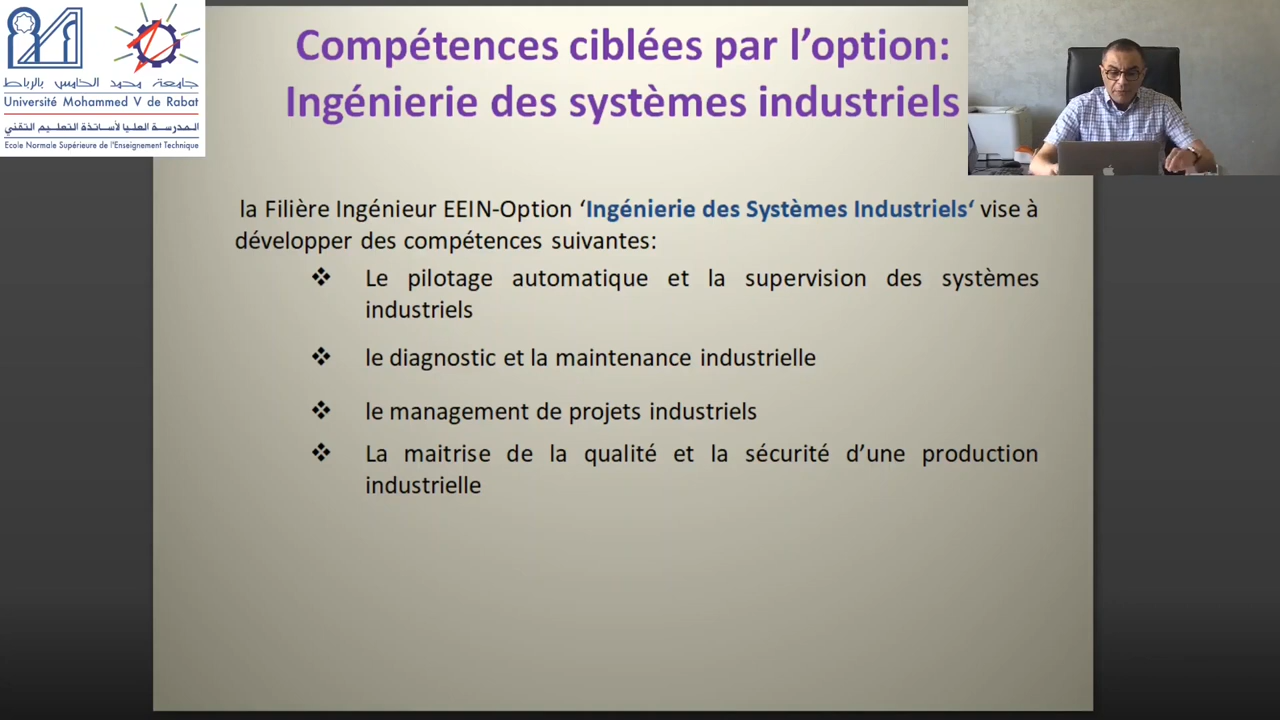 جامعة محمد الخامس بالرباط
Université Mohammed V de Rabat
المدرسة العليا لأساتذة التعليم التقني
Ecole Normale Supérieure de l'Enseignement Technique
Compétences ciblées par l’option:
Ingénierie des systèmes industriels
la Filière Ingénieur EEIN-Option ‘Ingénierie des Systèmes Industriels‘ vise à
développer des compétences suivantes:
❖ Le pilotage automatique et la supervision des systèmes
industriels
❖ le diagnostic et la maintenance industrielle
❖ le management de projets industriels
❖ La maitrise de la qualité et la sécurité d’une production
industrielle